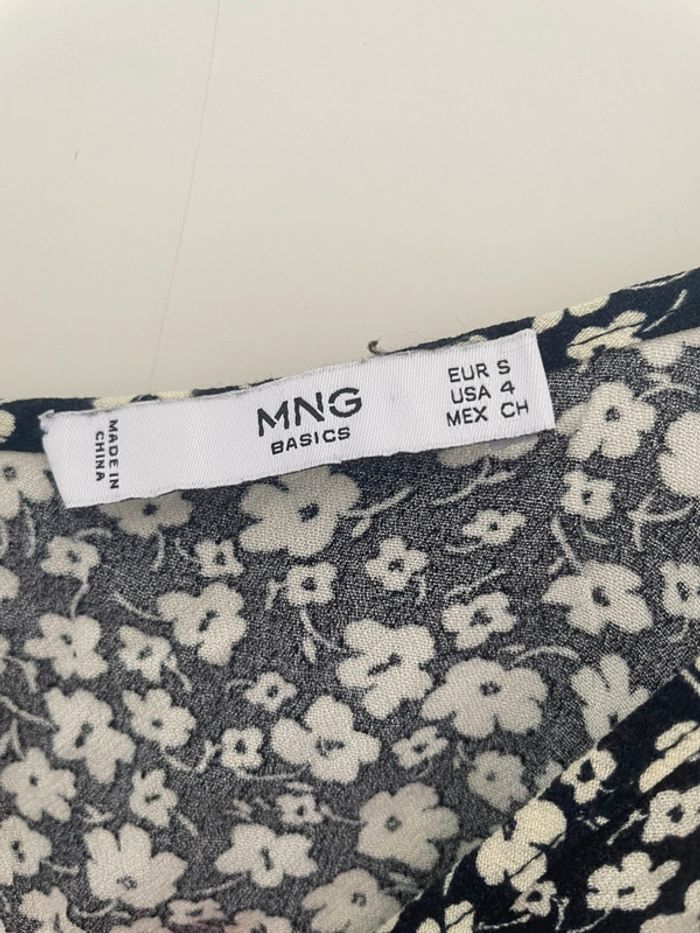 MADE IN
CHINA
MNG
BASICS
EUR S
USA 4
MEX CH